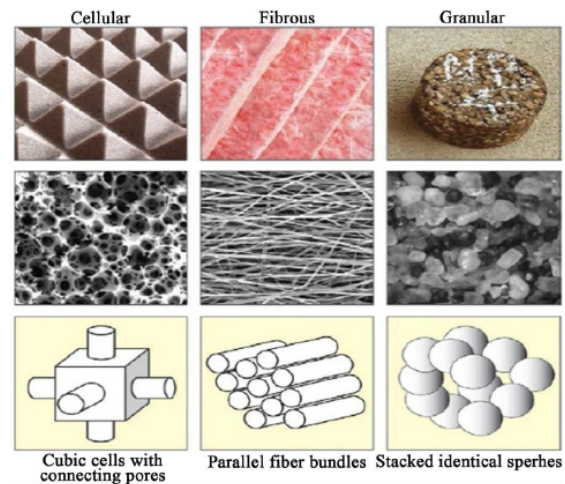 Cellular
Fibrous
Granular
Cubic cells with
connecting pores
Parallel fiber bundles
Stacked identical sperhes